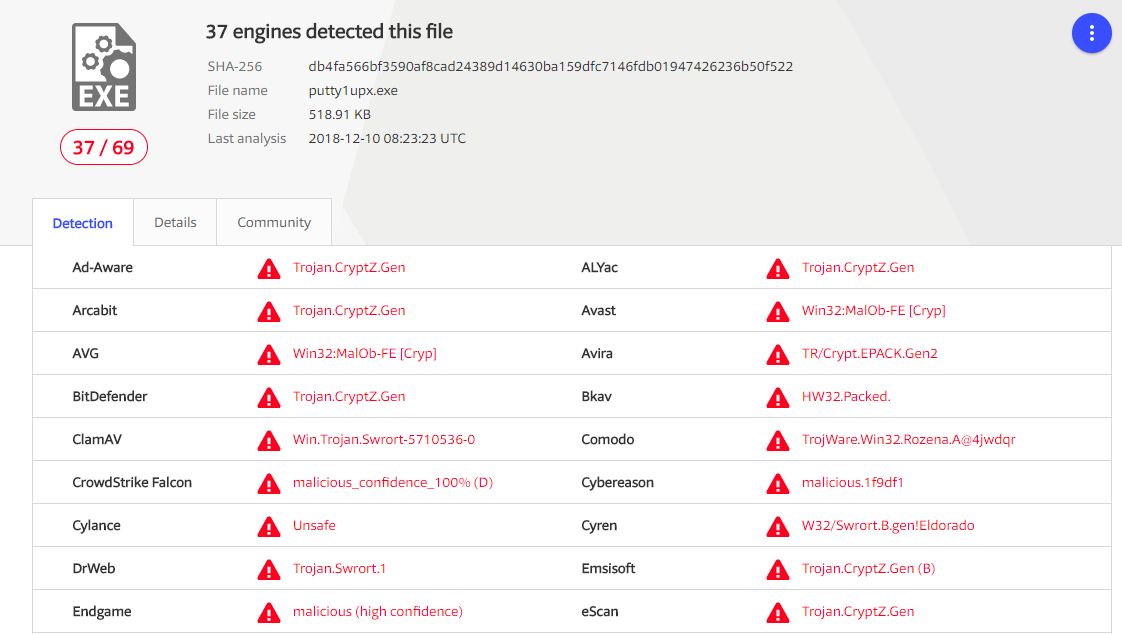 37 engines detected this file
EXE
37 / 69
SHA-256 db4fa566bf3590af8cad24389d14630ba159dfc7146fdb01947426236b50f522
File name putty1upx.exe
File size 518.91 KB
Last analysis 2018-12-10 08:23:23 UTC
Detection Details Community
Ad-Aware Trojan.CryptZ.Gen ALYac Trojan.CryptZ.Gen
Arcabit Trojan.CryptZ.Gen Avast Win32:MalOb-FE [Cryp]
AVG Win32:MalOb-FE [Cryp] Avira TR/Crypt.EPACK.Gen2
BitDefender Trojan.CryptZ.Gen Bkav HW32.Packed.
ClamAV Win.Trojan.Swrort-5710536-0 Comodo TrojWare.Win32.Rozena.A@4jwdqr
CrowdStrike Falcon malicious_confidence_100% (D) Cybereason malicious.1f9df1
Cylance Unsafe Cyren W32/Swrort.B.gen!Eldorado
DrWeb Trojan.Swrort.1 Emsisoft Trojan.CryptZ.Gen (B)
Endgame malicious (high confidence) eScan Trojan.CryptZ.Gen